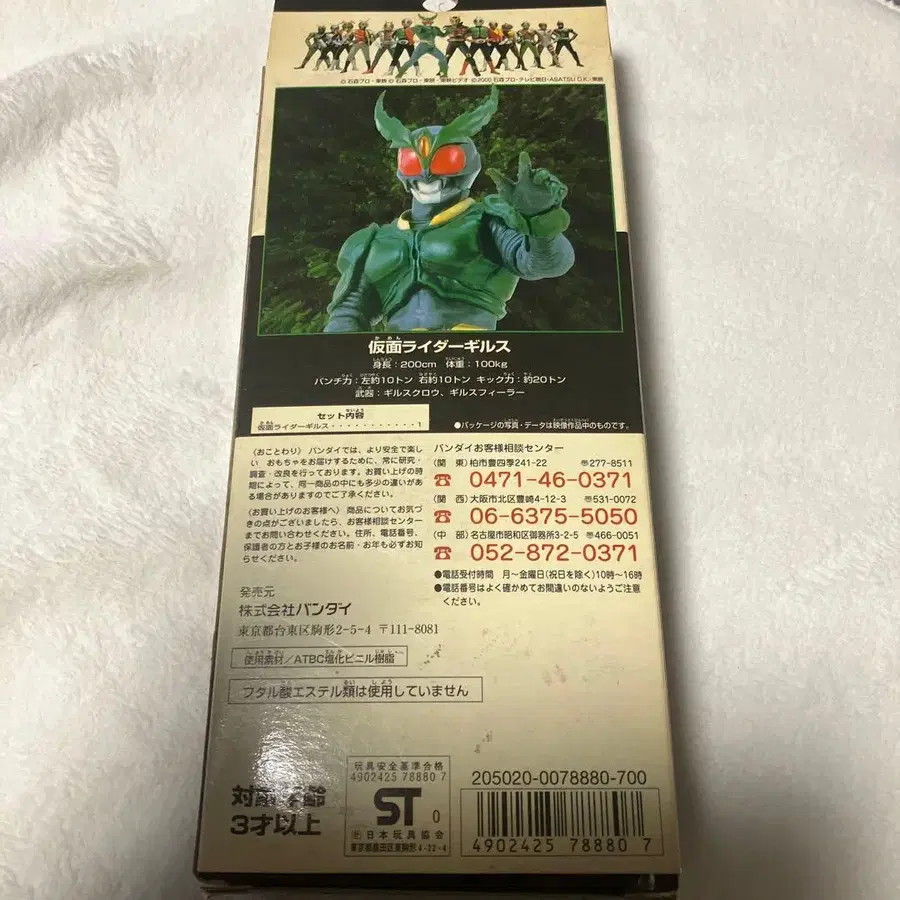 © 石森プロ・東映 © 石森プロ・東映・東映ビデオ ©2000 石森プロ・テレビ朝日・ASATSU D.K.・東映
仮面ライダーギルス
身長:200cm 体重:100kg
パンチ力:左約10トン 右約10トン キック力:約20トン
武器:ギルスクロウ、ギルスフィーラー
セット内容
仮面ライダーギルス・・・・・・・・・・・1
●パッケージの写真・データは映像作品中のものです。
〈おことわり〉バンダイでは、より安全で楽し
いおもちゃをお届けするために、常に研究・
調査・改良を行っております。お買い上げの時
期によって、同一商品の中にも多少の違いがあ
る場合がありますのでご了承ください。
〈お買い上げのお客様へ〉商品についてお気づ
きの点がございましたら、お客様相談センター
までお問い合わせください。住所、電話番号、
保護者の方とお子様のお名前・お年も必ずお知
らせください。
発売元
株式会社バンダイ
東京都台東区駒形2-5-4 〒111-8081
使用素材/ATBC塩化ビニル樹脂
フタル酸エステル類は使用していません
バンダイお客様相談センター
(関 東)柏市豊四季241-22 〒277-8511
☎ 0471-46-0371
(関 西)大阪市北区豊崎4-12-3 〒531-0072
☎ 06-6375-5050
(中 部)名古屋市昭和区御器所3-2-5 〒466-0051
☎ 052-872-0371
●電話受付時間 月〜金曜日(祝日を除く)10時〜16時
●電話番号はよく確かめてお間違いのないようご注意
ください。
対象年齢
3才以上
玩具安全基準合格
4902425 78880 7
ST 0
㈳日本玩具協会
東京都墨田区東駒形4-22-4
205020-0078880-700
4902425 78880 7